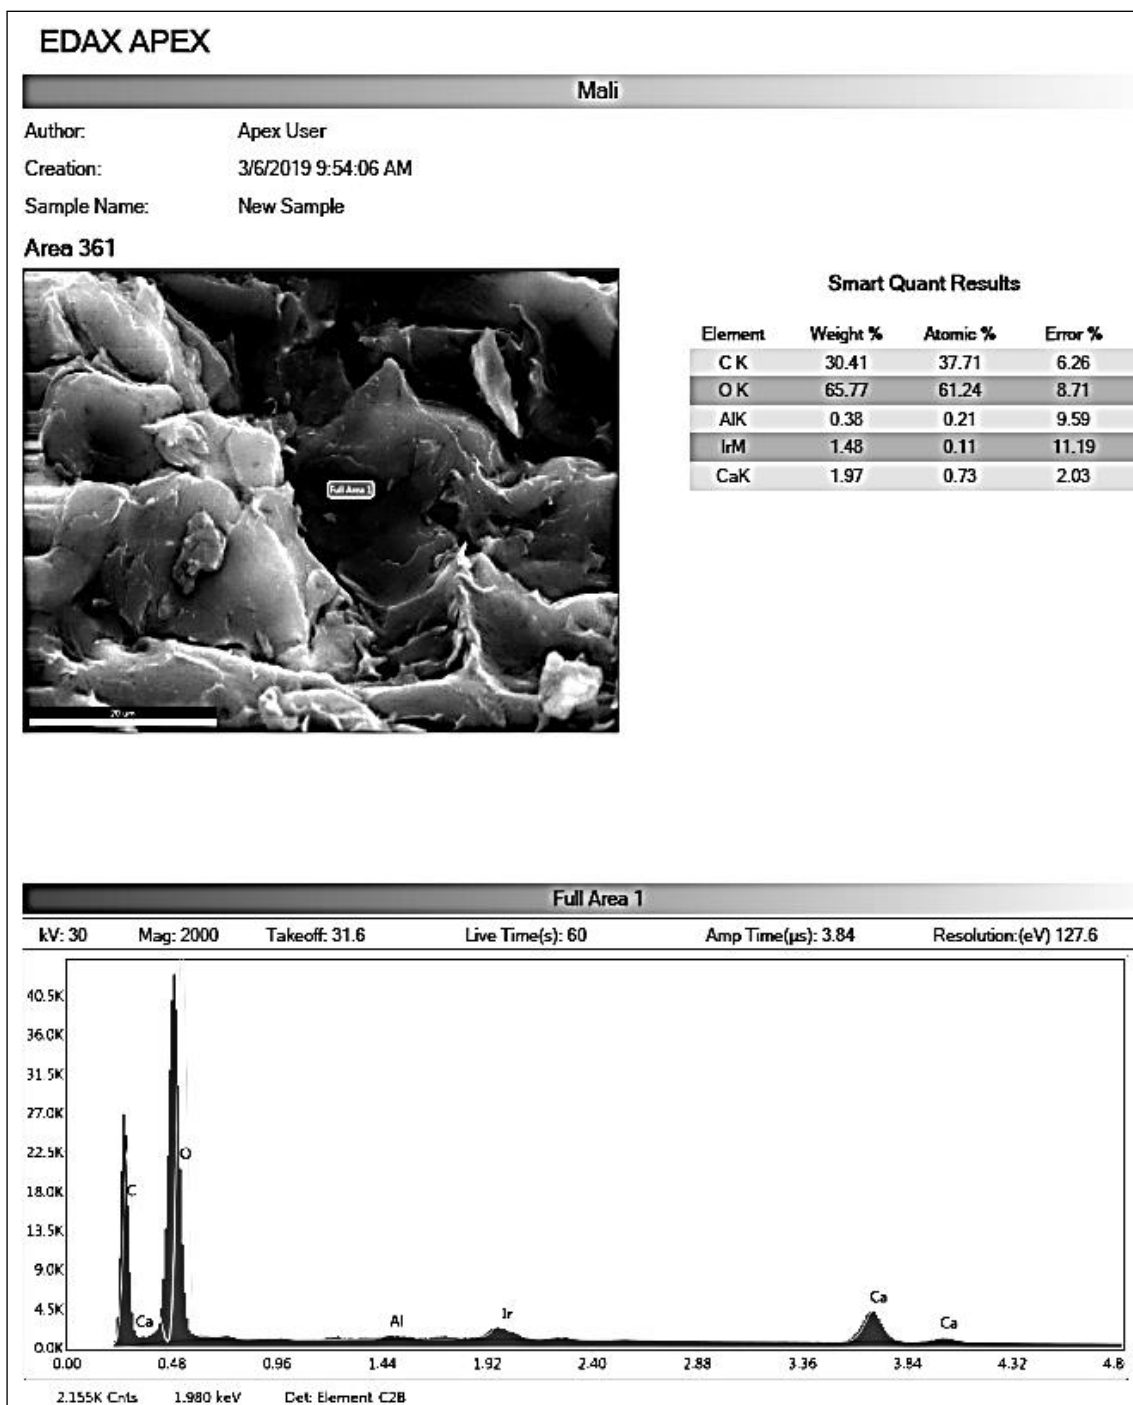 EDAX APEX
Mali
Author: Apex User
Creation: 3/6/2019 9:54:06 AM
Sample Name: New Sample
Area 361
Full Area 1
20 um
Smart Quant Results
Element Weight % Atomic % Error %
C K 30.41 37.71 6.26
O K 65.77 61.24 8.71
AlK 0.38 0.21 9.59
IrM 1.48 0.11 11.19
CaK 1.97 0.73 2.03
Full Area 1
kV: 30 Mag: 2000 Takeoff: 31.6 Live Time(s): 60 Amp Time(µs): 3.84 Resolution:(eV) 127.6
40.5K
36.0K
31.5K
27.0K
22.5K
18.0K
13.5K
9.0K
4.5K
0.0K
C
O
Ca
Al
Ir
Ca
Ca
0.00 0.48 0.96 1.44 1.92 2.40 2.88 3.36 3.84 4.32 4.8
2.155K Cnts 1.980 keV Det: Element C2B